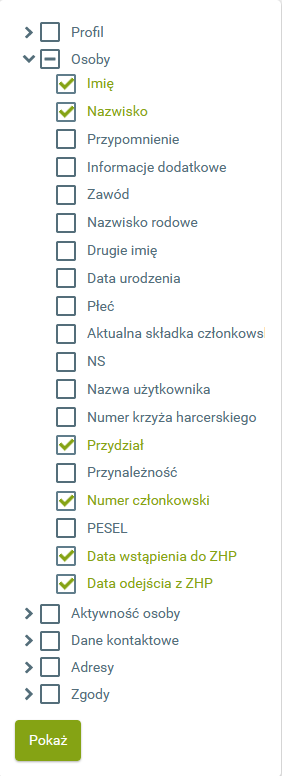 Profil
Osoby
Imię
Nazwisko
Przypomnienie
Informacje dodatkowe
Zawód
Nazwisko rodowe
Drugie imię
Data urodzenia
Płeć
Aktualna składka członkows
NS
Nazwa użytkownika
Numer krzyża harcerskiego
Przydział
Przynależność
Numer członkowski
PESEL
Data wstąpienia do ZHP
Data odejścia z ZHP
Aktywność osoby
Dane kontaktowe
Adresy
Zgody
Pokaż